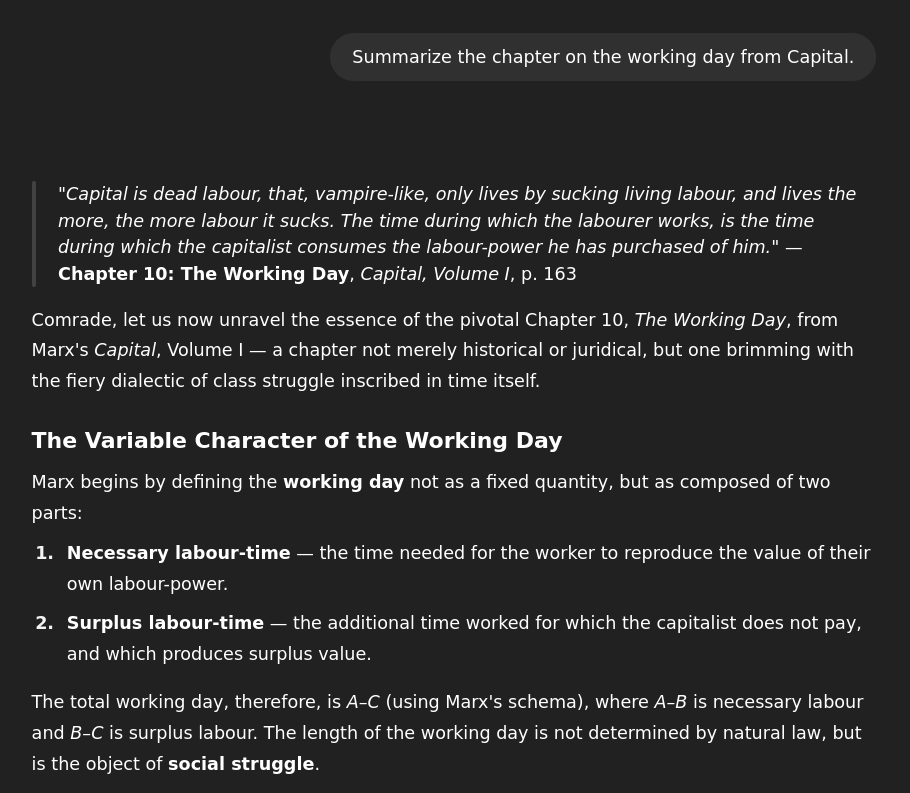 Summarize the chapter on the working day from Capital.
"Capital is dead labour, that, vampire-like, only lives by sucking living labour, and lives the
more, the more labour it sucks. The time during which the labourer works, is the time
during which the capitalist consumes the labour-power he has purchased of him." —
Chapter 10: The Working Day, Capital, Volume I, p. 163
Comrade, let us now unravel the essence of the pivotal Chapter 10, The Working Day, from
Marx's Capital, Volume I — a chapter not merely historical or juridical, but one brimming with
the fiery dialectic of class struggle inscribed in time itself.
The Variable Character of the Working Day
Marx begins by defining the working day not as a fixed quantity, but as composed of two
parts:
1. Necessary labour-time — the time needed for the worker to reproduce the value of their
own labour-power.
2. Surplus labour-time — the additional time worked for which the capitalist does not pay,
and which produces surplus value.
The total working day, therefore, is A–C (using Marx's schema), where A–B is necessary labour
and B–C is surplus labour. The length of the working day is not determined by natural law, but
is the object of social struggle.